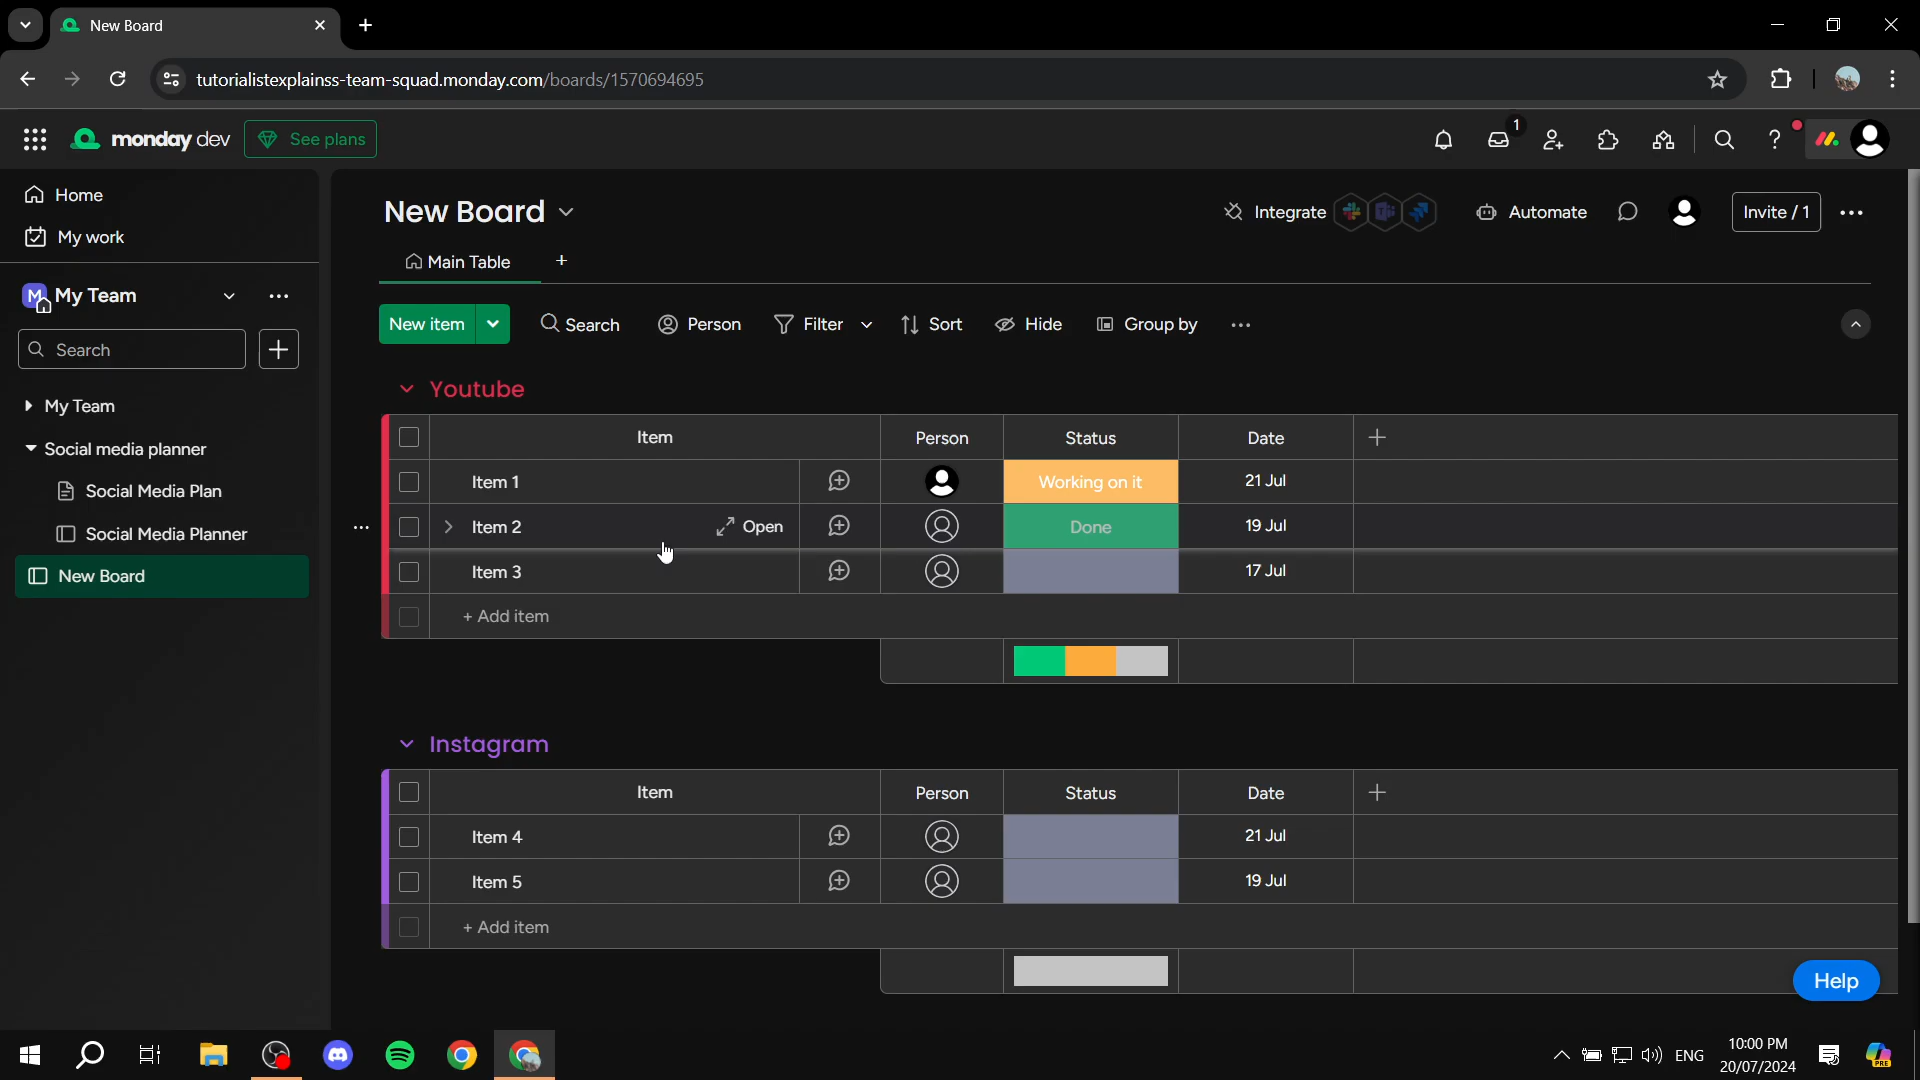 New Board
tutorialistexplainss-team-squad.monday.com/boards/1570694695
monday dev
See plans
1
Home
My work
M My Team
Search
My Team
Social media planner
Social Media Plan
Social Media Planner
New Board
New Board
Integrate
Automate
Invite / 1
Main Table
New item
Search
Person
Filter
Sort
Hide
Group by
Youtube
Item Person Status Date
Item 1 Working on it 21 Jul
Item 2 Open Done 19 Jul
Item 3 17 Jul
+ Add item
Instagram
Item Person Status Date
Item 4 21 Jul
Item 5 19 Jul
+ Add item
Help
ENG
10:00 PM
20/07/2024
PRE